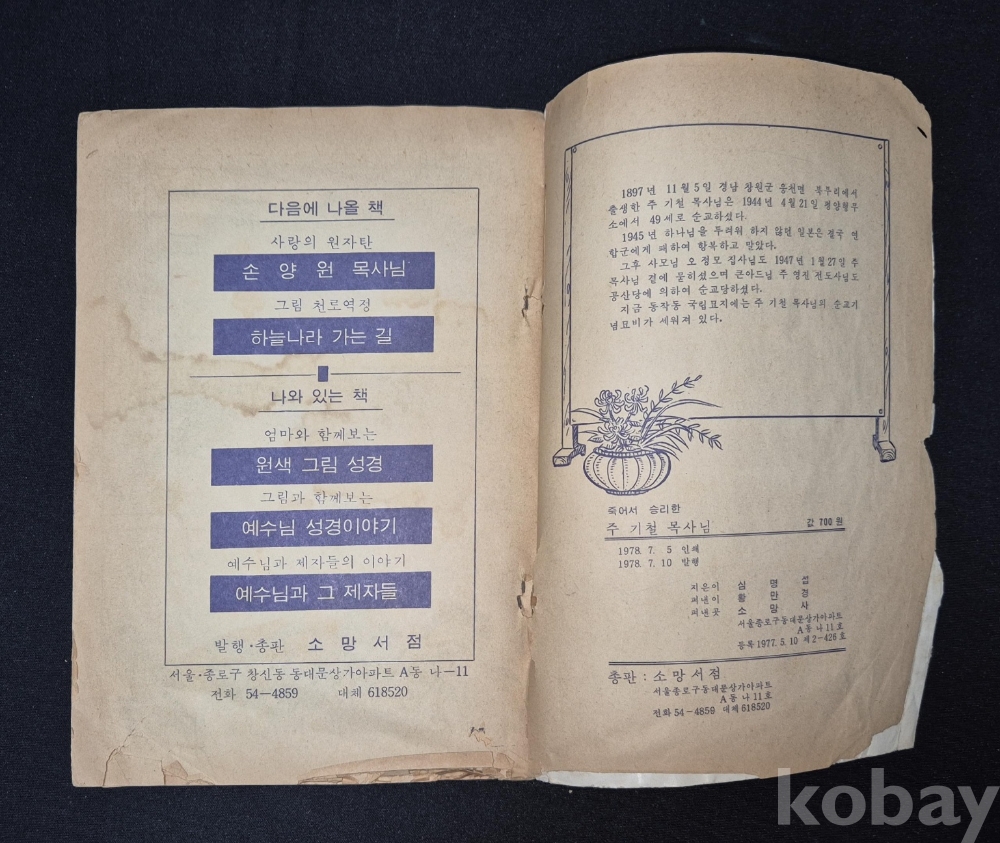 다음에 나올 책
사랑의 원자탄
손 양 원 목사님
그림 천로역정
하늘나라 가는 길
나와 있는 책
엄마와 함께보는
원색 그림 성경
그림과 함께보는
예수님 성경이야기
예수님과 제자들의 이야기
예수님과 그 제자들
발행·총판 소 망 서 점
서울·종로구 창신동 동대문상가아파트 A동 나-11
전화 54-4859 대체 618520
1897년 11월 5일 경남 창원군 웅천면 북부리에서
출생한 주 기철 목사님은 1944년 4월 21일 평양형무
소에서 49세로 순교하셨다.
1945년 하나님을 두려워 하지 않던 일본은 결국 연
합군에게 패하여 항복하고 말았다.
그후 사모님 오 정모 집사님도 1947년 1월 27일 주
목사님 곁에 묻히셨으며 큰아드님 주 영진 전도사님도
공산당에 의하여 순교당하셨다.
지금 동작동 국립묘지에는 주 기철 목사님의 순교기
념묘비가 세워져 있다.
죽어서 승리한
주 기철 목사님 값 700원
1978. 7. 5 인쇄
1978. 7. 10 발행
지은이 심 명 섭
펴낸이 황 만 경
펴낸곳 소 망 사
서울종로구동대문상가아파트
A동 나 11호
등록 1977. 5. 10 제 2-426호
총판 : 소 망 서 점
서울종로구동대문상가아파트
A동 나 11호
전화 54-4859 대체 618520
kobay